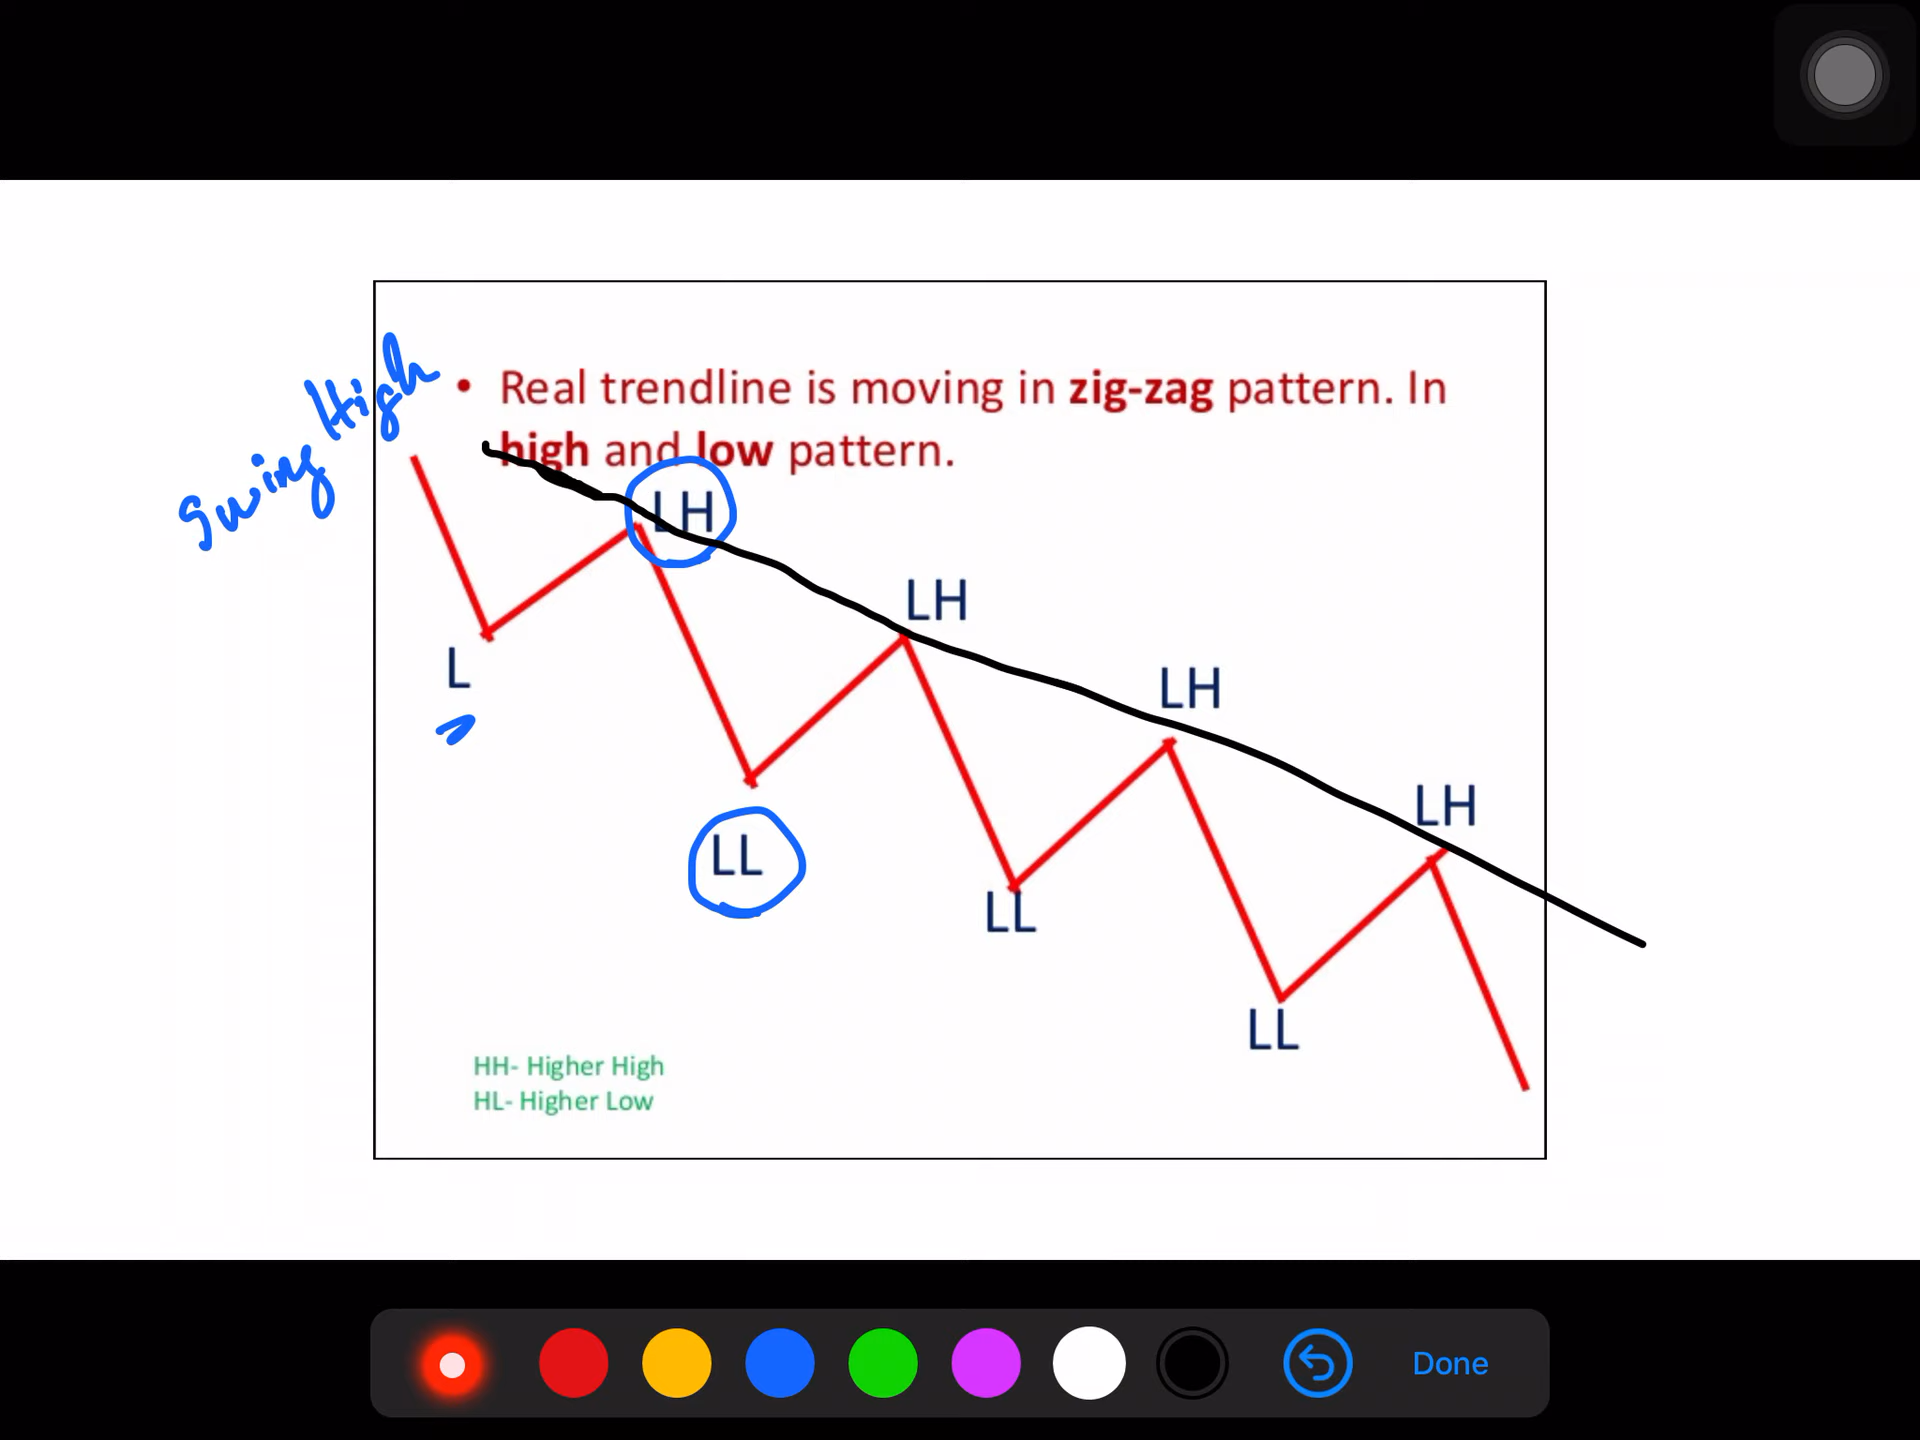 Swing High
• Real trendline is moving in zig-zag pattern. In
high and low pattern.
LH
LH
L
LH
LH
LL
LL
LL
HH- Higher High
HL- Higher Low
Done